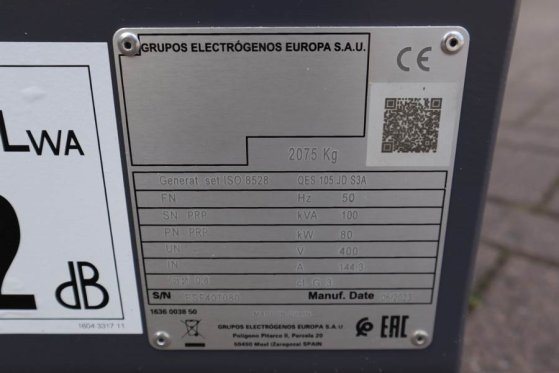 LWA
2
dB
1604 3317 11
GRUPOS ELECTRÓGENOS EUROPA S.A.U.
CE
2075 Kg
Generat set ISO 8528 QES 105 JD S3A
FN Hz 50
SN PRP kVA 100
PN PRP kW 80
UN V 400
IN A 144.3
S/N Manuf. Date
1636 0038 50
GRUPOS ELECTRÓGENOS EUROPA S.A.U.
Polígono Pitarco II, Parcela 20
50450 Muel (Zaragoza) SPAIN
EAC